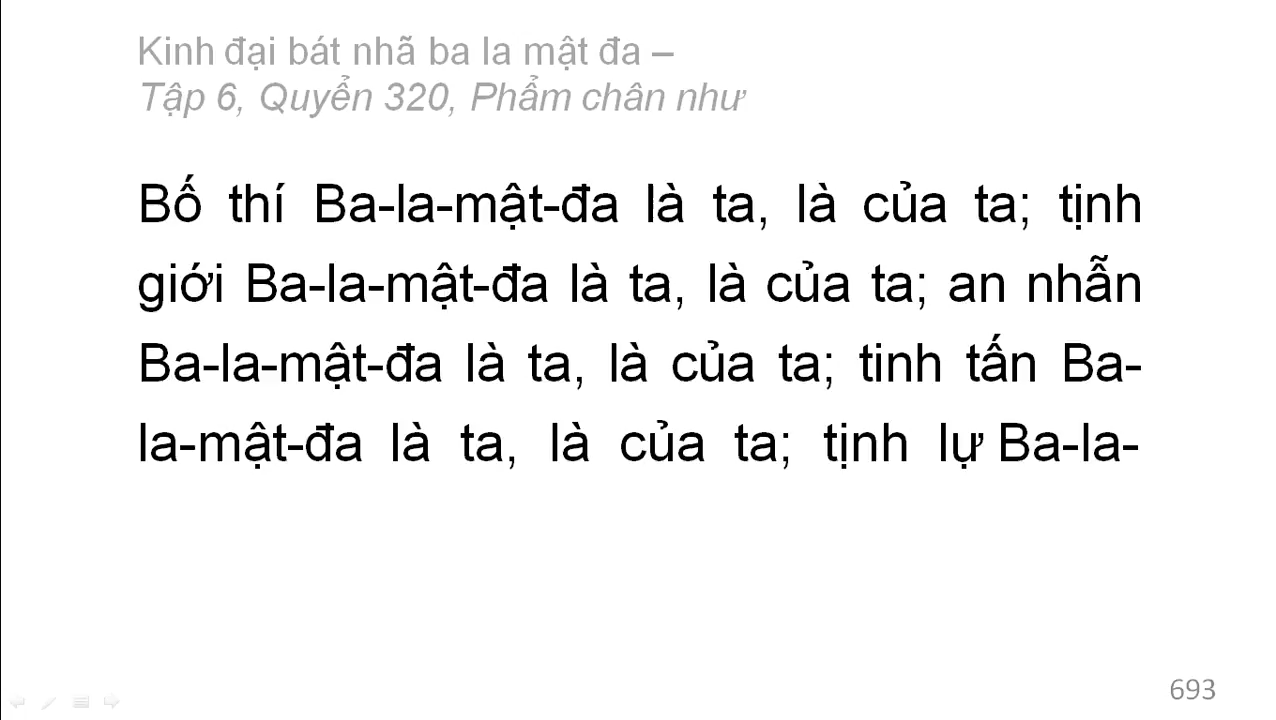 Kinh đại bát nhã ba la mật đa –
Tập 6, Quyển 320, Phẩm chân như
Bố thí Ba-la-mật-đa là ta, là của ta; tịnh
giới Ba-la-mật-đa là ta, là của ta; an nhẫn
Ba-la-mật-đa là ta, là của ta; tinh tấn Ba-
la-mật-đa là ta, là của ta; tịnh lự Ba-la-
693